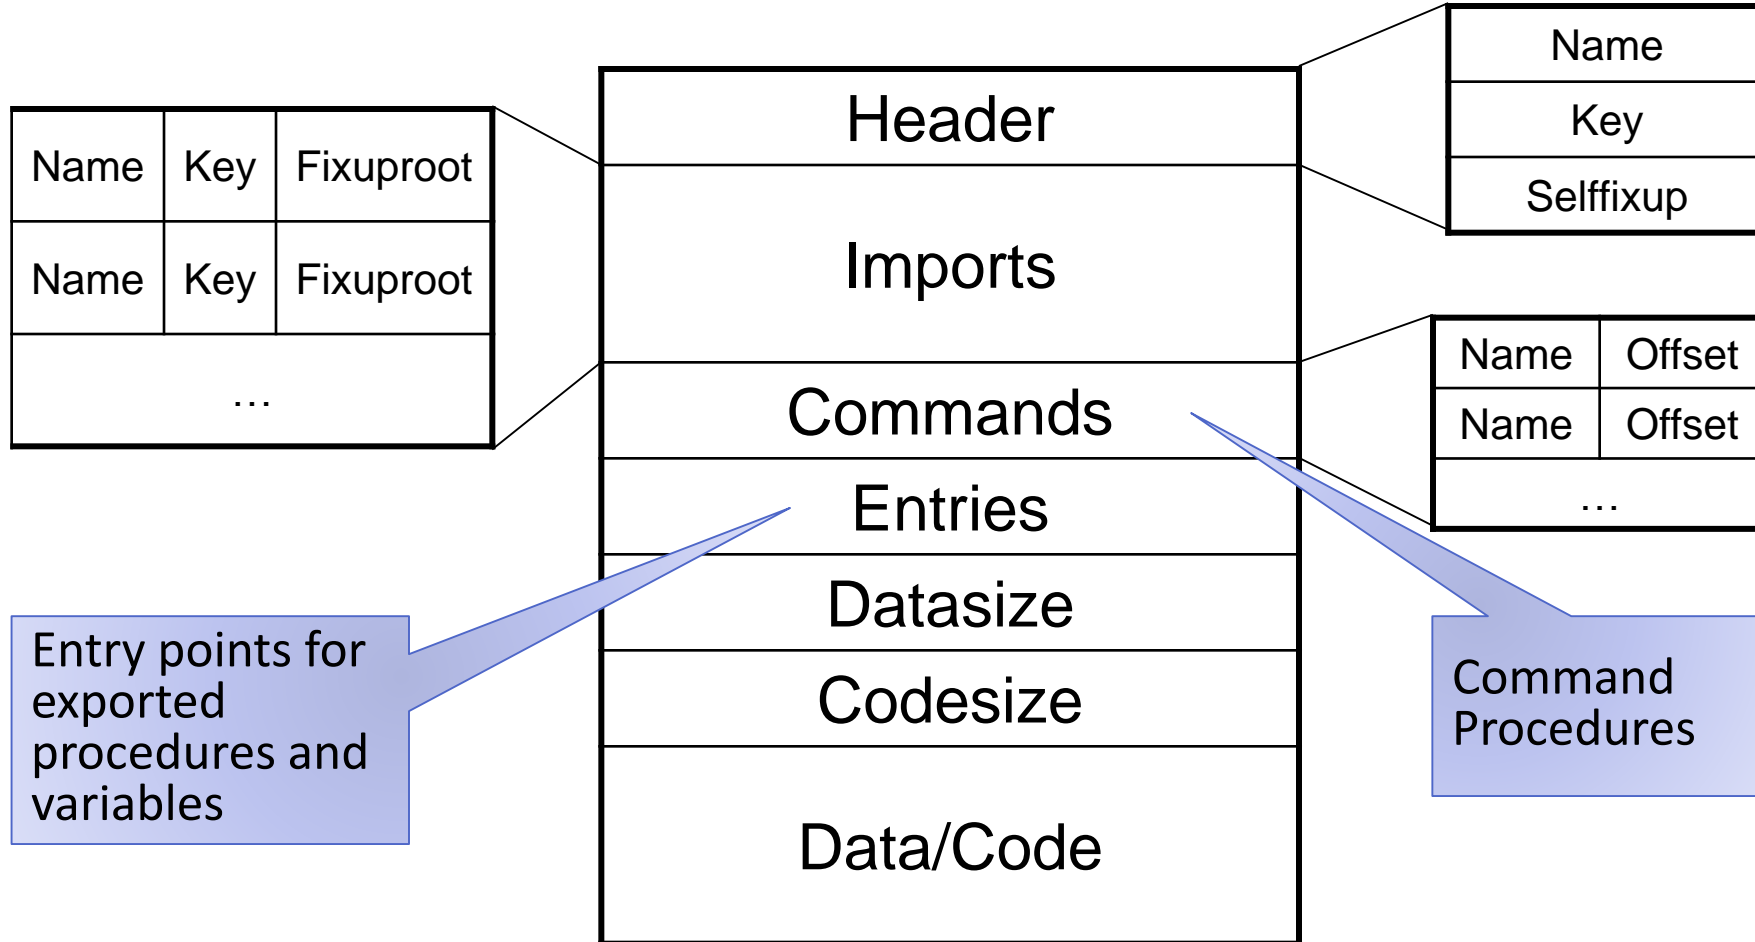 Name Key Fixuproot
Name Key Fixuproot
…
Header
Imports
Commands
Entries
Datasize
Codesize
Data/Code
Name
Key
Selffixup
Name Offset
Name Offset
…
Entry points for
exported
procedures and
variables
Command
Procedures